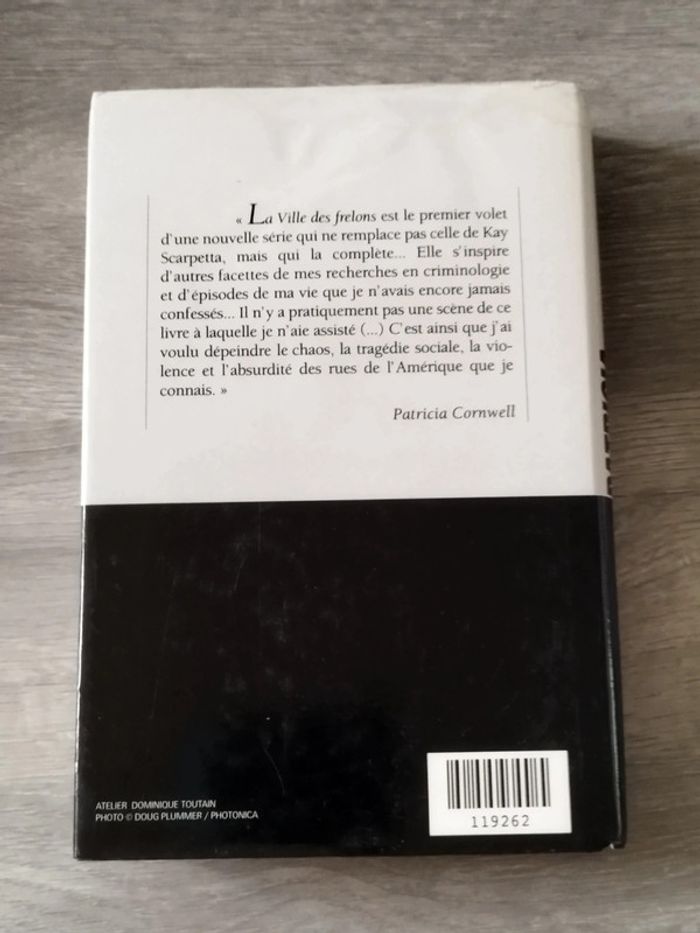 « La Ville des frelons est le premier volet
d'une nouvelle série qui ne remplace pas celle de Kay
Scarpetta, mais qui la complète... Elle s'inspire
d'autres facettes de mes recherches en criminologie
et d'épisodes de ma vie que je n'avais encore jamais
confessés... Il n'y a pratiquement pas une scène de ce
livre à laquelle je n'aie assisté (...) C'est ainsi que j'ai
voulu dépeindre le chaos, la tragédie sociale, la vio-
lence et l'absurdité des rues de l'Amérique que je
connais. »
Patricia Cornwell
ATELIER DOMINIQUE TOUTAIN
PHOTO © DOUG PLUMMER / PHOTONICA
119262